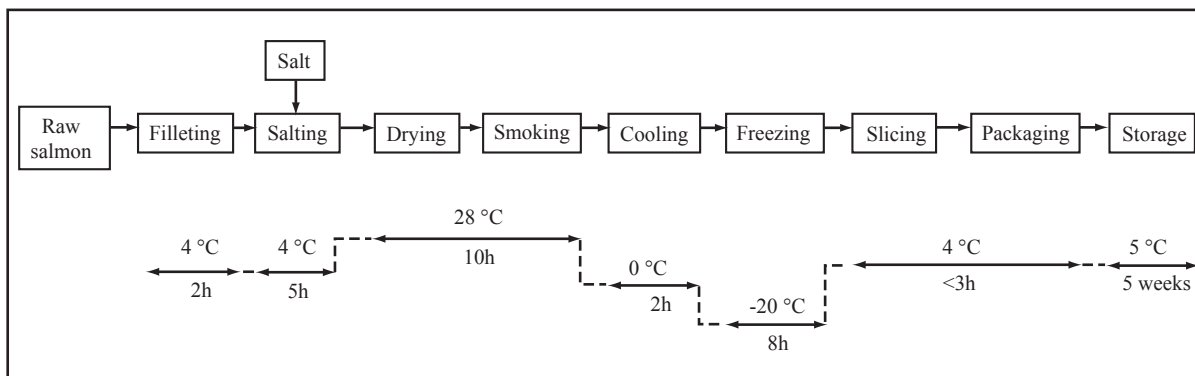 Salt
Raw
salmon
Filleting
Salting
Drying
Smoking
Cooling
Freezing
Slicing
Packaging
Storage
4 °C
2h
4 °C
5h
28 °C
10h
0 °C
2h
-20 °C
8h
4 °C
<3h
5 °C
5 weeks